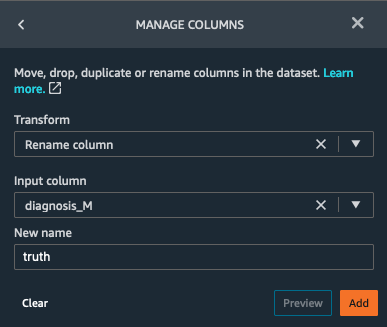 MANAGE COLUMNS
Move, drop, duplicate or rename columns in the dataset. Learn
more.
Transform
Rename column
Input column
diagnosis_M
New name
truth
Clear Preview Add